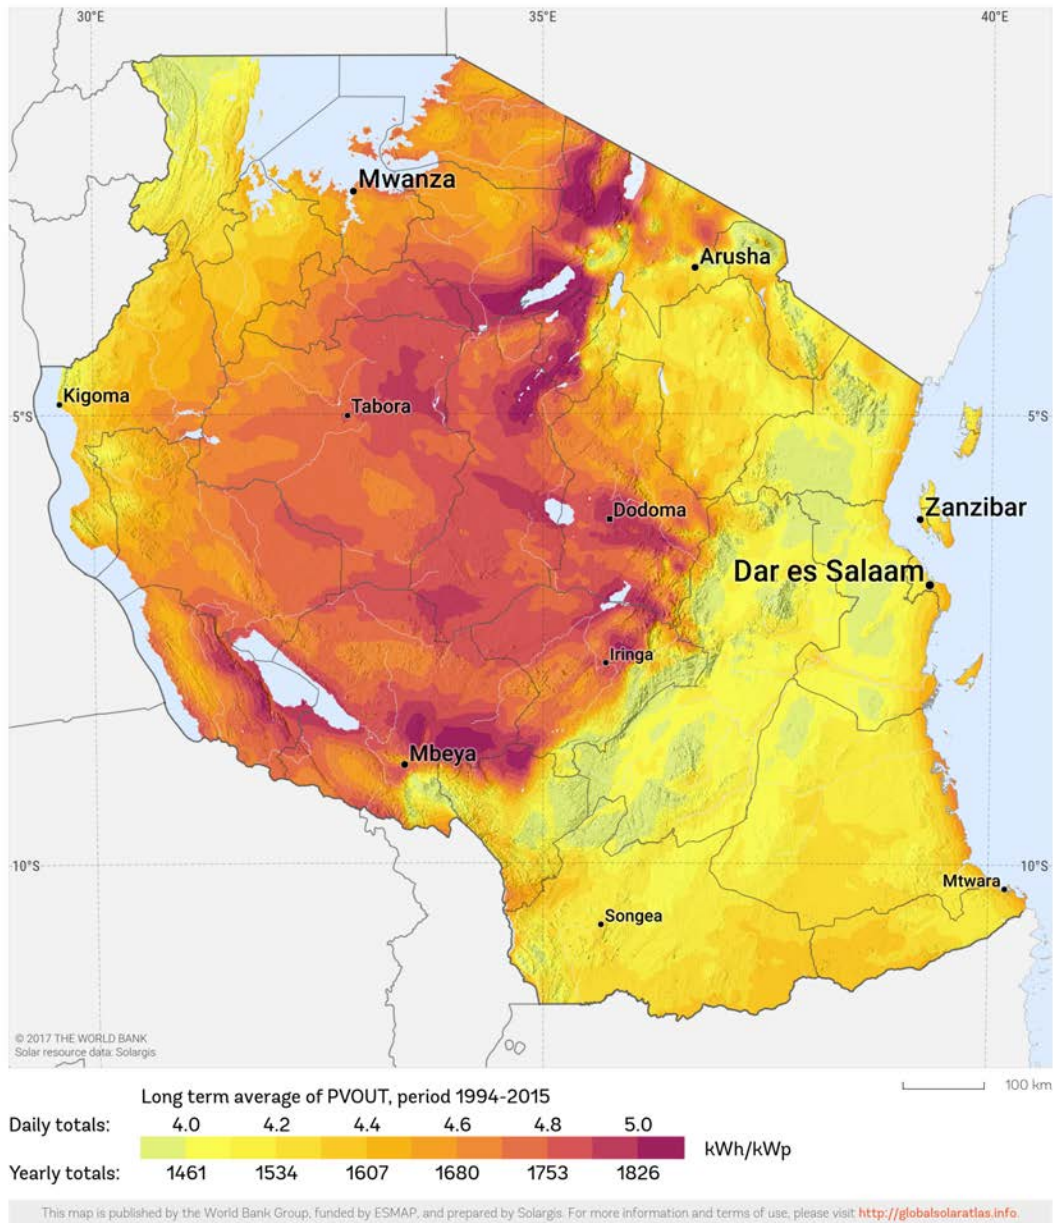 30°E 35°E 40°E
Mwanza
Arusha
Kigoma
Tabora
5°S 5°S
Dodoma
Zanzibar
Dar es Salaam
Iringa
Mbeya
10°S 10°S
Mtwara
Songea
© 2017 THE WORLD BANK
Solar resource data: Solargis
100 km
Long term average of PVOUT, period 1994-2015
Daily totals: 4.0 4.2 4.4 4.6 4.8 5.0
kWh/kWp
Yearly totals: 1461 1534 1607 1680 1753 1826
This map is published by the World Bank Group, funded by ESMAP, and prepared by Solargis. For more information and terms of use, please visit http://globalsolaratlas.info.